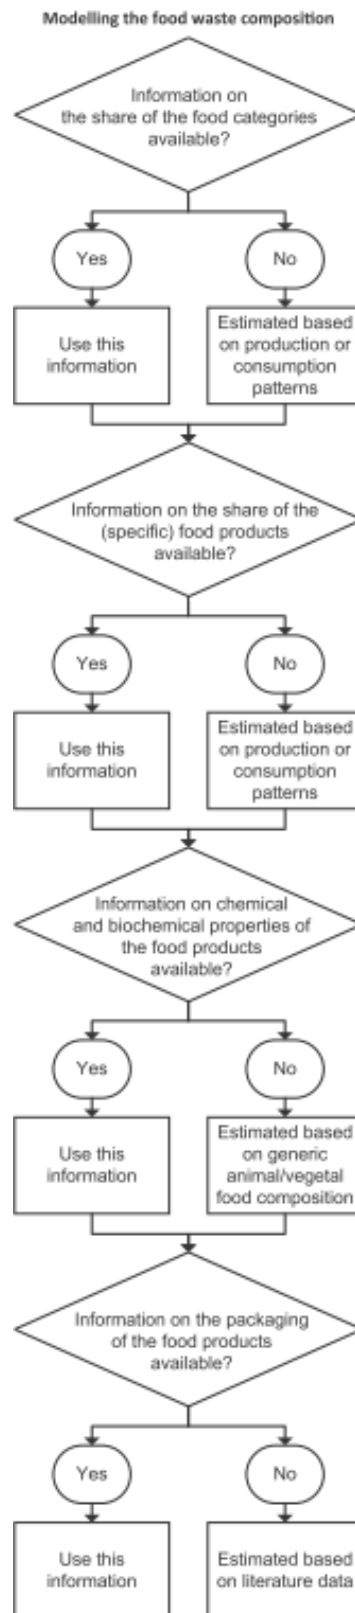 Modelling the food waste composition
Information on
the share of the food categories
available?
Yes
No
Use this
information
Estimated based
on production or
consumption
patterns
Information on the share of the
(specific) food products
available?
Yes
No
Use this
information
Estimated based
on production or
consumption
patterns
Information on chemical
and biochemical properties of
the food products
available?
Yes
No
Use this
information
Estimated based
on generic
animal/vegetal
food composition
Information on the packaging
of the food products
available?
Yes
No
Use this
information
Estimated based
on literature data